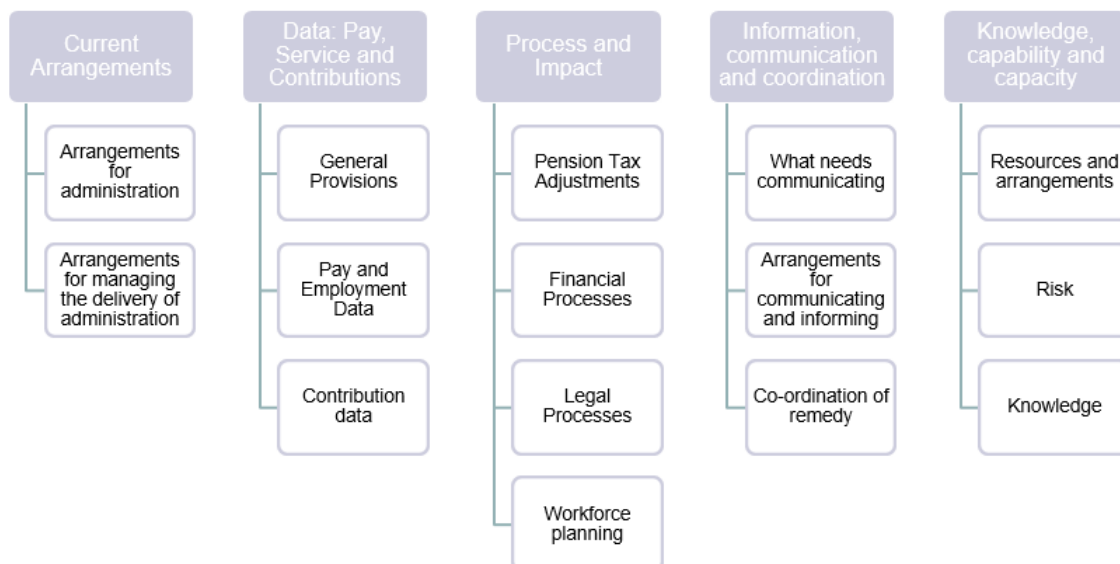 Current
Arrangements
Arrangements
for
administration
Arrangements
for managing
the delivery of
administration
Data: Pay,
Service and
Contributions
General
Provisions
Pay and
Employment
Data
Contribution
data
Process and
Impact
Pension Tax
Adjustments
Financial
Processes
Legal
Processes
Workforce
planning
Information,
communication
and coordination
What needs
communicating
Arrangements
for
communicating
and informing
Co-ordination of
remedy
Knowledge,
capability and
capacity
Resources and
arrangements
Risk
Knowledge